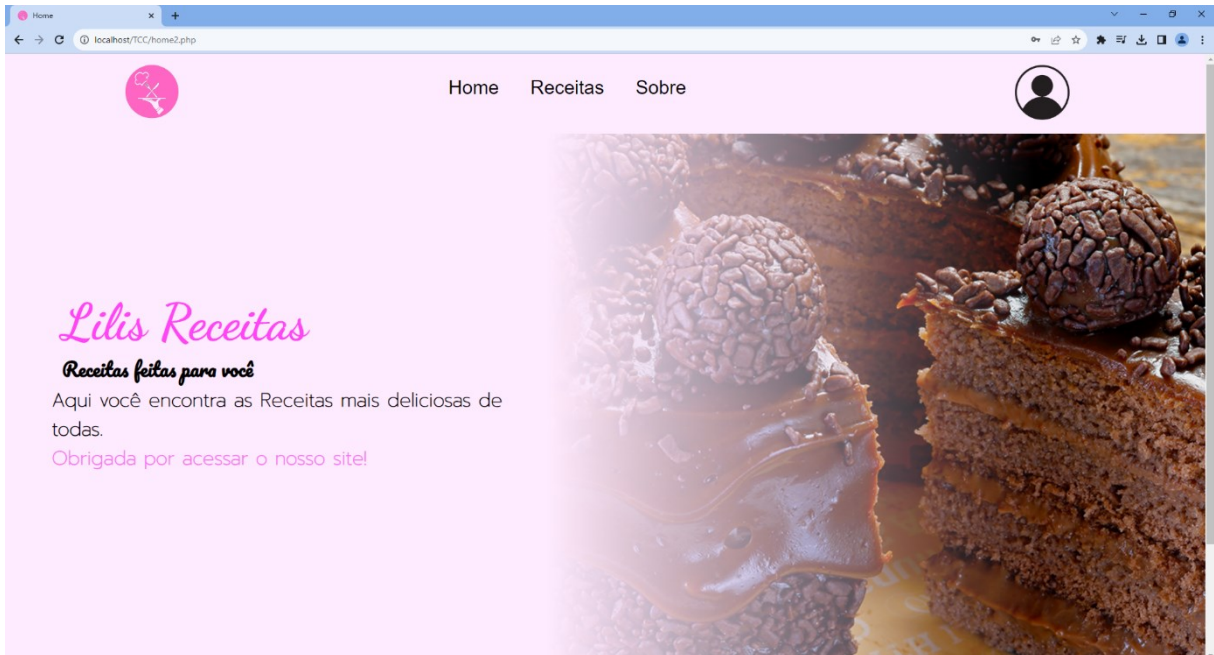 Home
localhost/TCC/home2.php
Home Receitas Sobre
Lilis Receitas
Receitas feitas para você
Aqui você encontra as Receitas mais deliciosas de
todas.
Obrigada por acessar o nosso site!